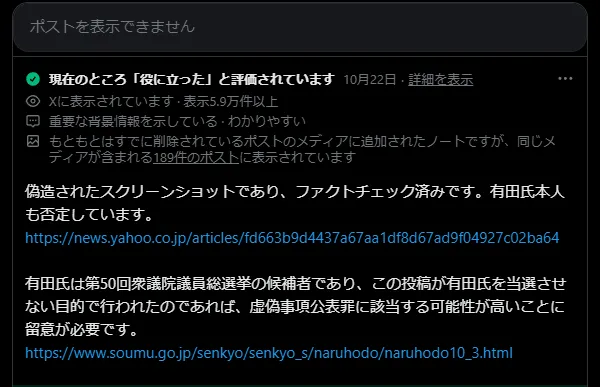 ポストを表示できません
現在のところ「役に立った」と評価されています 10月22日 · 詳細を表示 ···
Xに表示されています · 表示5.9万件以上
重要な背景情報を示している · わかりやすい
もともとはすでに削除されているポストのメディアに追加されたノートですが、同じメ
ディアが含まれる189件のポストに表示されています
偽造されたスクリーンショットであり、ファクトチェック済みです。有田氏本人
も否定しています。
https://news.yahoo.co.jp/articles/fd663b9d4437a67aa1df8d67ad9f04927c02ba64
有田氏は第50回衆議院議員総選挙の候補者であり、この投稿が有田氏を当選させ
ない目的で行われたのであれば、虚偽事項公表罪に該当する可能性が高いことに
留意が必要です。
https://www.soumu.go.jp/senkyo/senkyo_s/naruhodo/naruhodo10_3.html